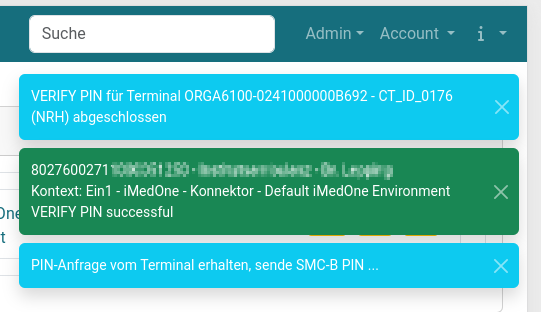 Suche
Admin
Account
i
VERIFY PIN für Terminal ORGA6100-0241000000B692 - CT_ID_0176
(NRH) abgeschlossen
8027600271
Kontext: Ein1 - iMedOne - Konnektor - Default iMedOne Environment
VERIFY PIN successful
One
t
PIN-Anfrage vom Terminal erhalten, sende SMC-B PIN ...